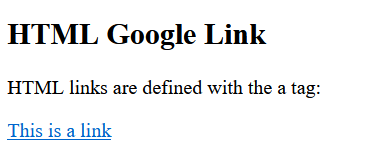 HTML Google Link
HTML links are defined with the a tag:
This is a link